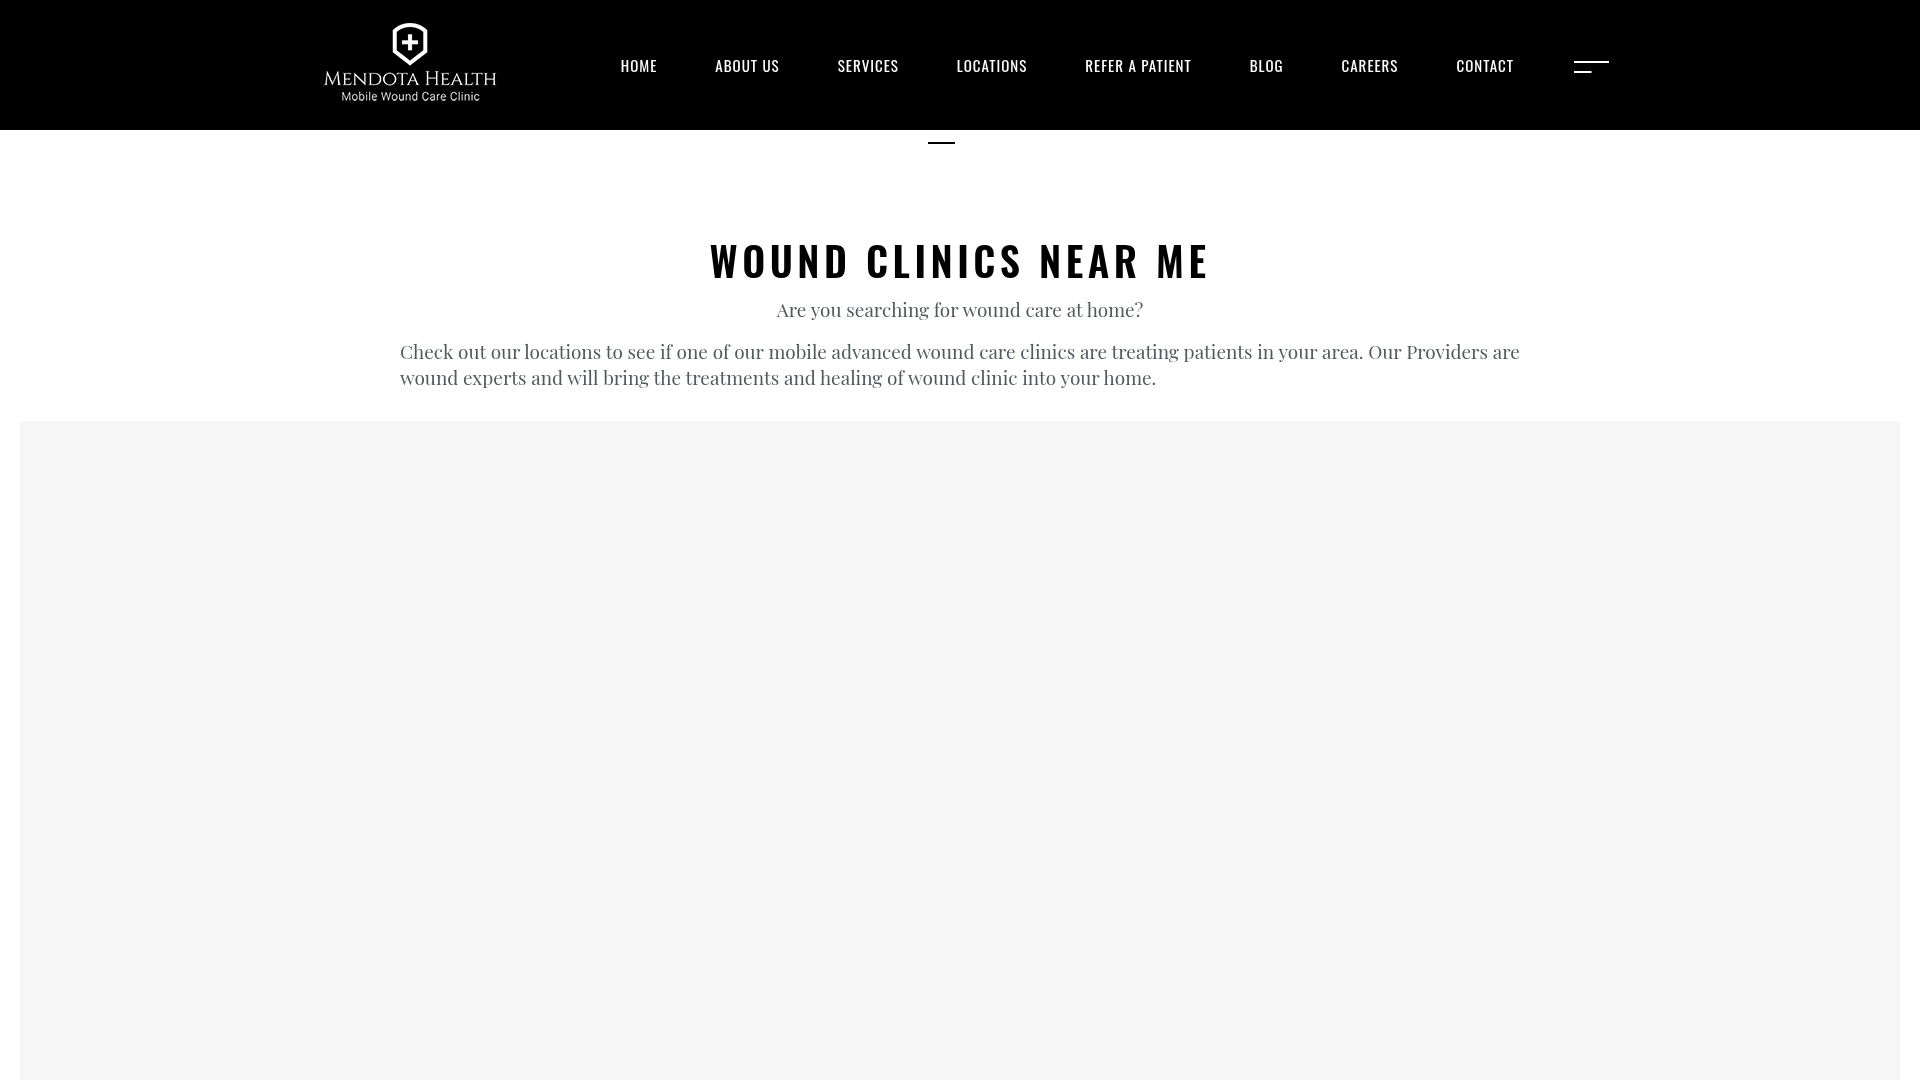 MENDOTA HEALTH
Mobile Wound Care Clinic
HOME
ABOUT US
SERVICES
LOCATIONS
REFER A PATIENT
BLOG
CAREERS
CONTACT
WOUND CLINICS NEAR ME
Are you searching for wound care at home?
Check out our locations to see if one of our mobile advanced wound care clinics are treating patients in your area. Our Providers are
wound experts and will bring the treatments and healing of wound clinic into your home.